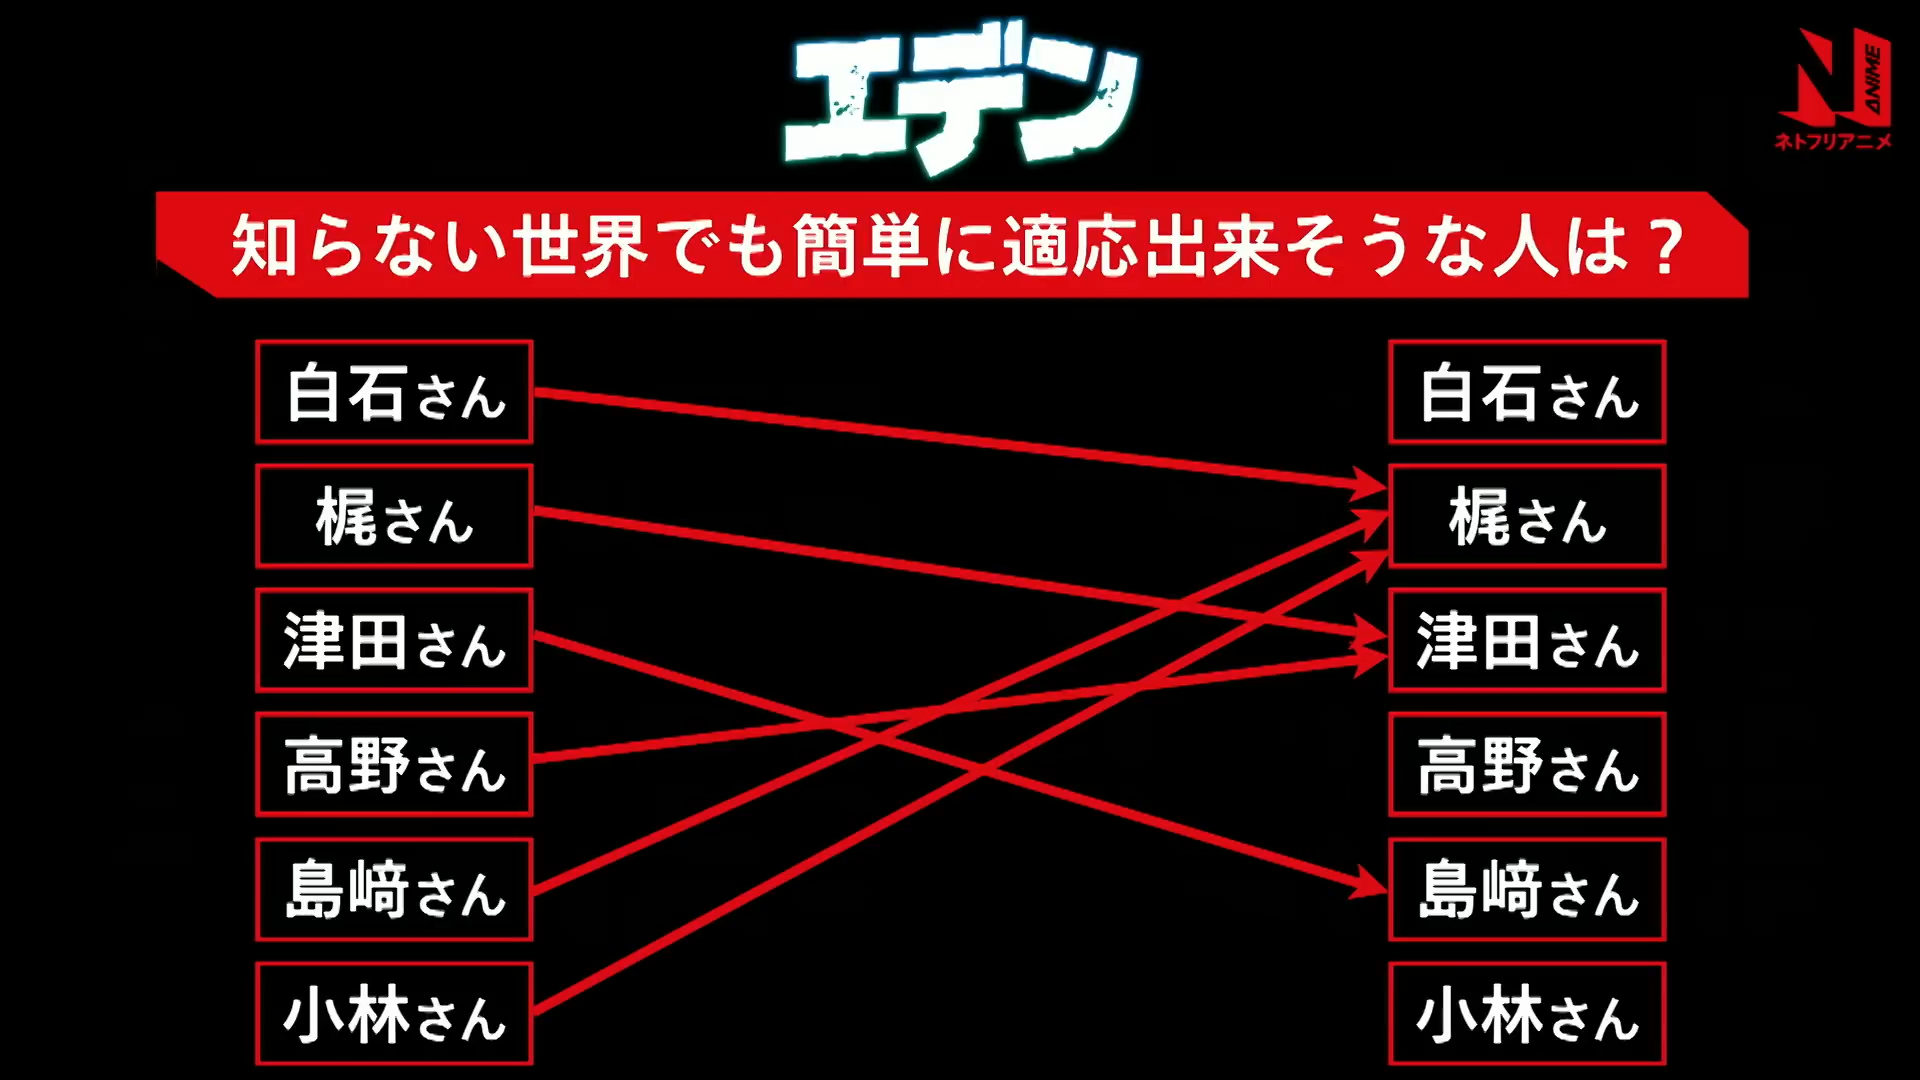 エデン
ANIME
ネトフリアニメ
知らない世界でも簡単に適応出来そうな人は？
白石さん
白石さん
梶さん
梶さん
津田さん
津田さん
高野さん
高野さん
島﨑さん
島﨑さん
小林さん
小林さん